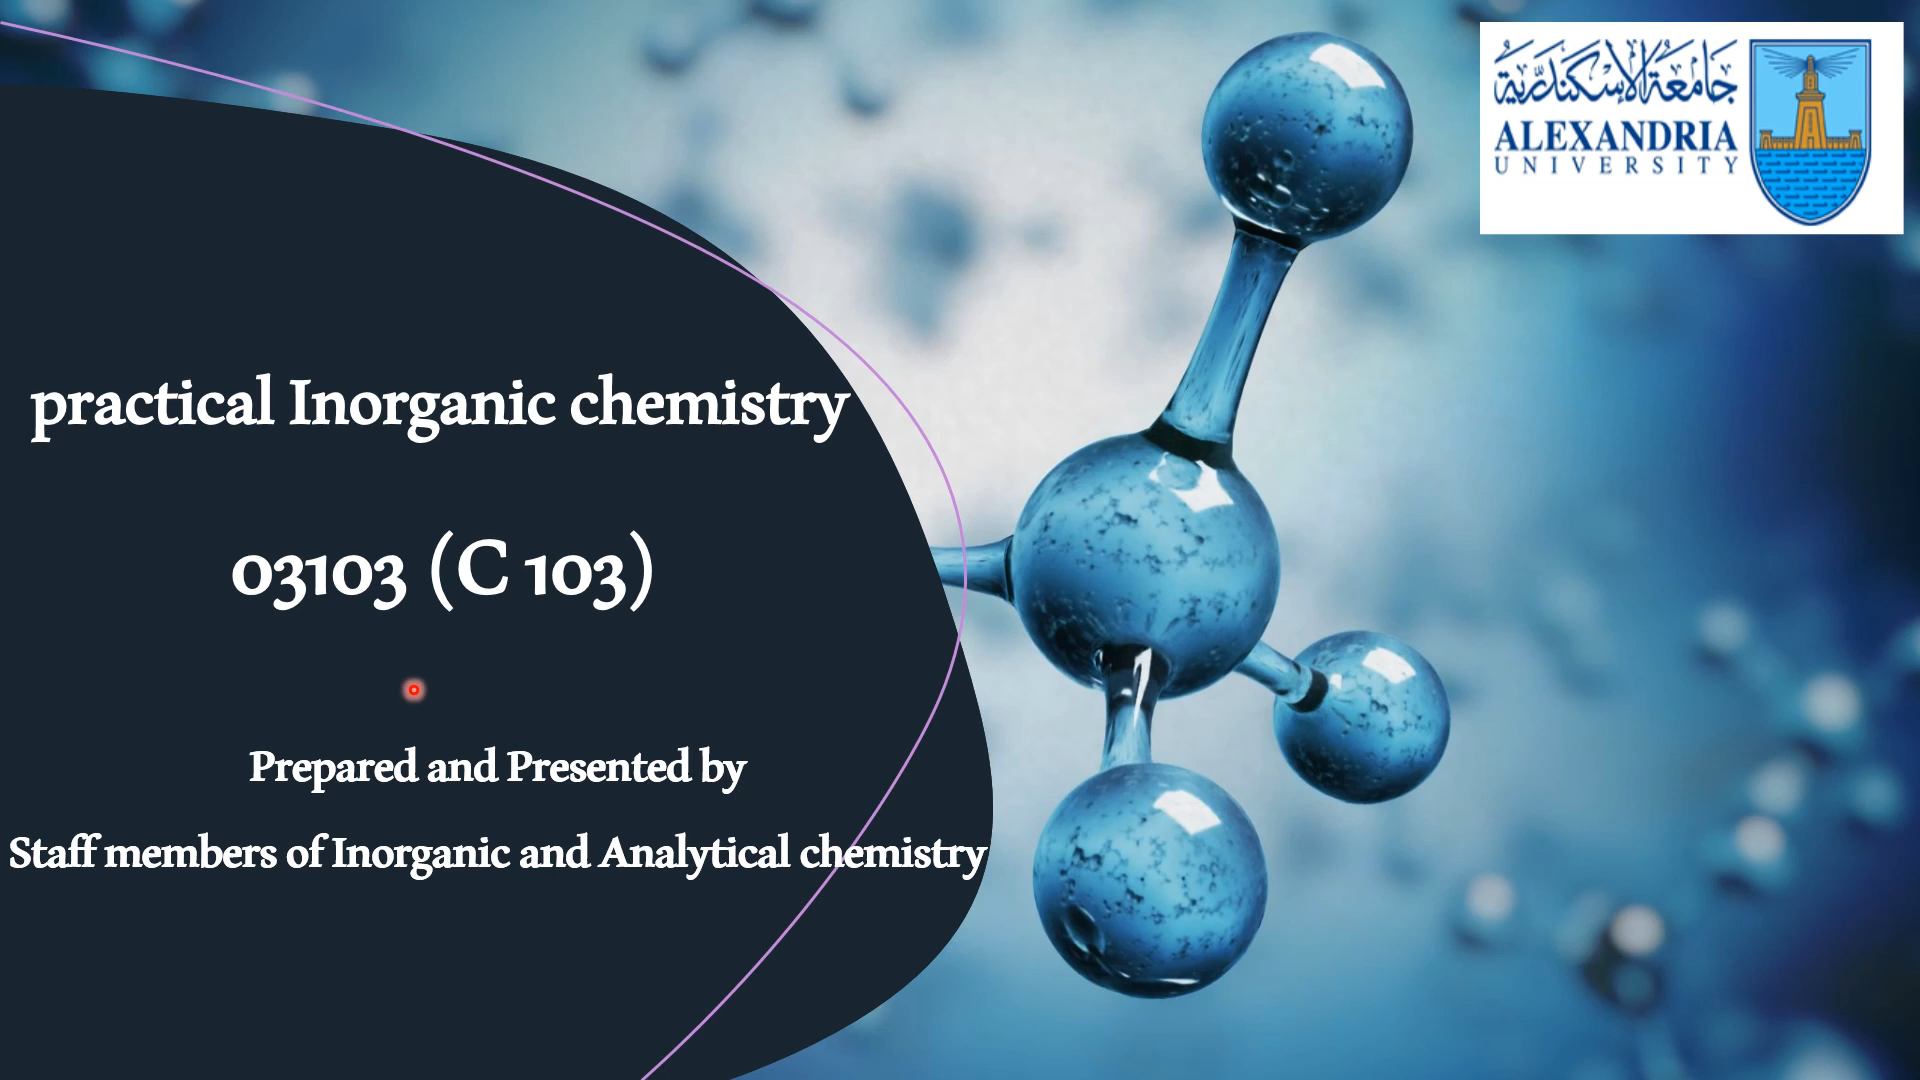 practical Inorganic chemistry
03103 (C 103)
Prepared and Presented by
Staff members of Inorganic and Analytical chemistry
جامعة الإسكندرية
ALEXANDRIA
UNIVERSITY